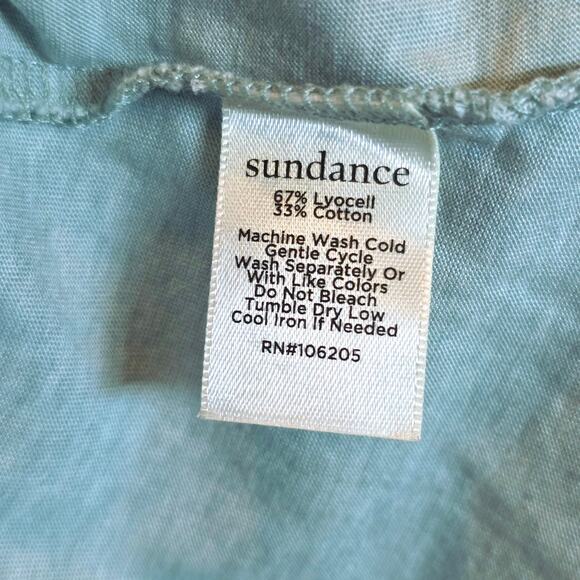 sundance
67% Lyocell
33% Cotton
Machine Wash Cold
Gentle Cycle
Wash Separately Or
With Like Colors
Do Not Bleach
Tumble Dry Low
Cool Iron If Needed
RN#106205